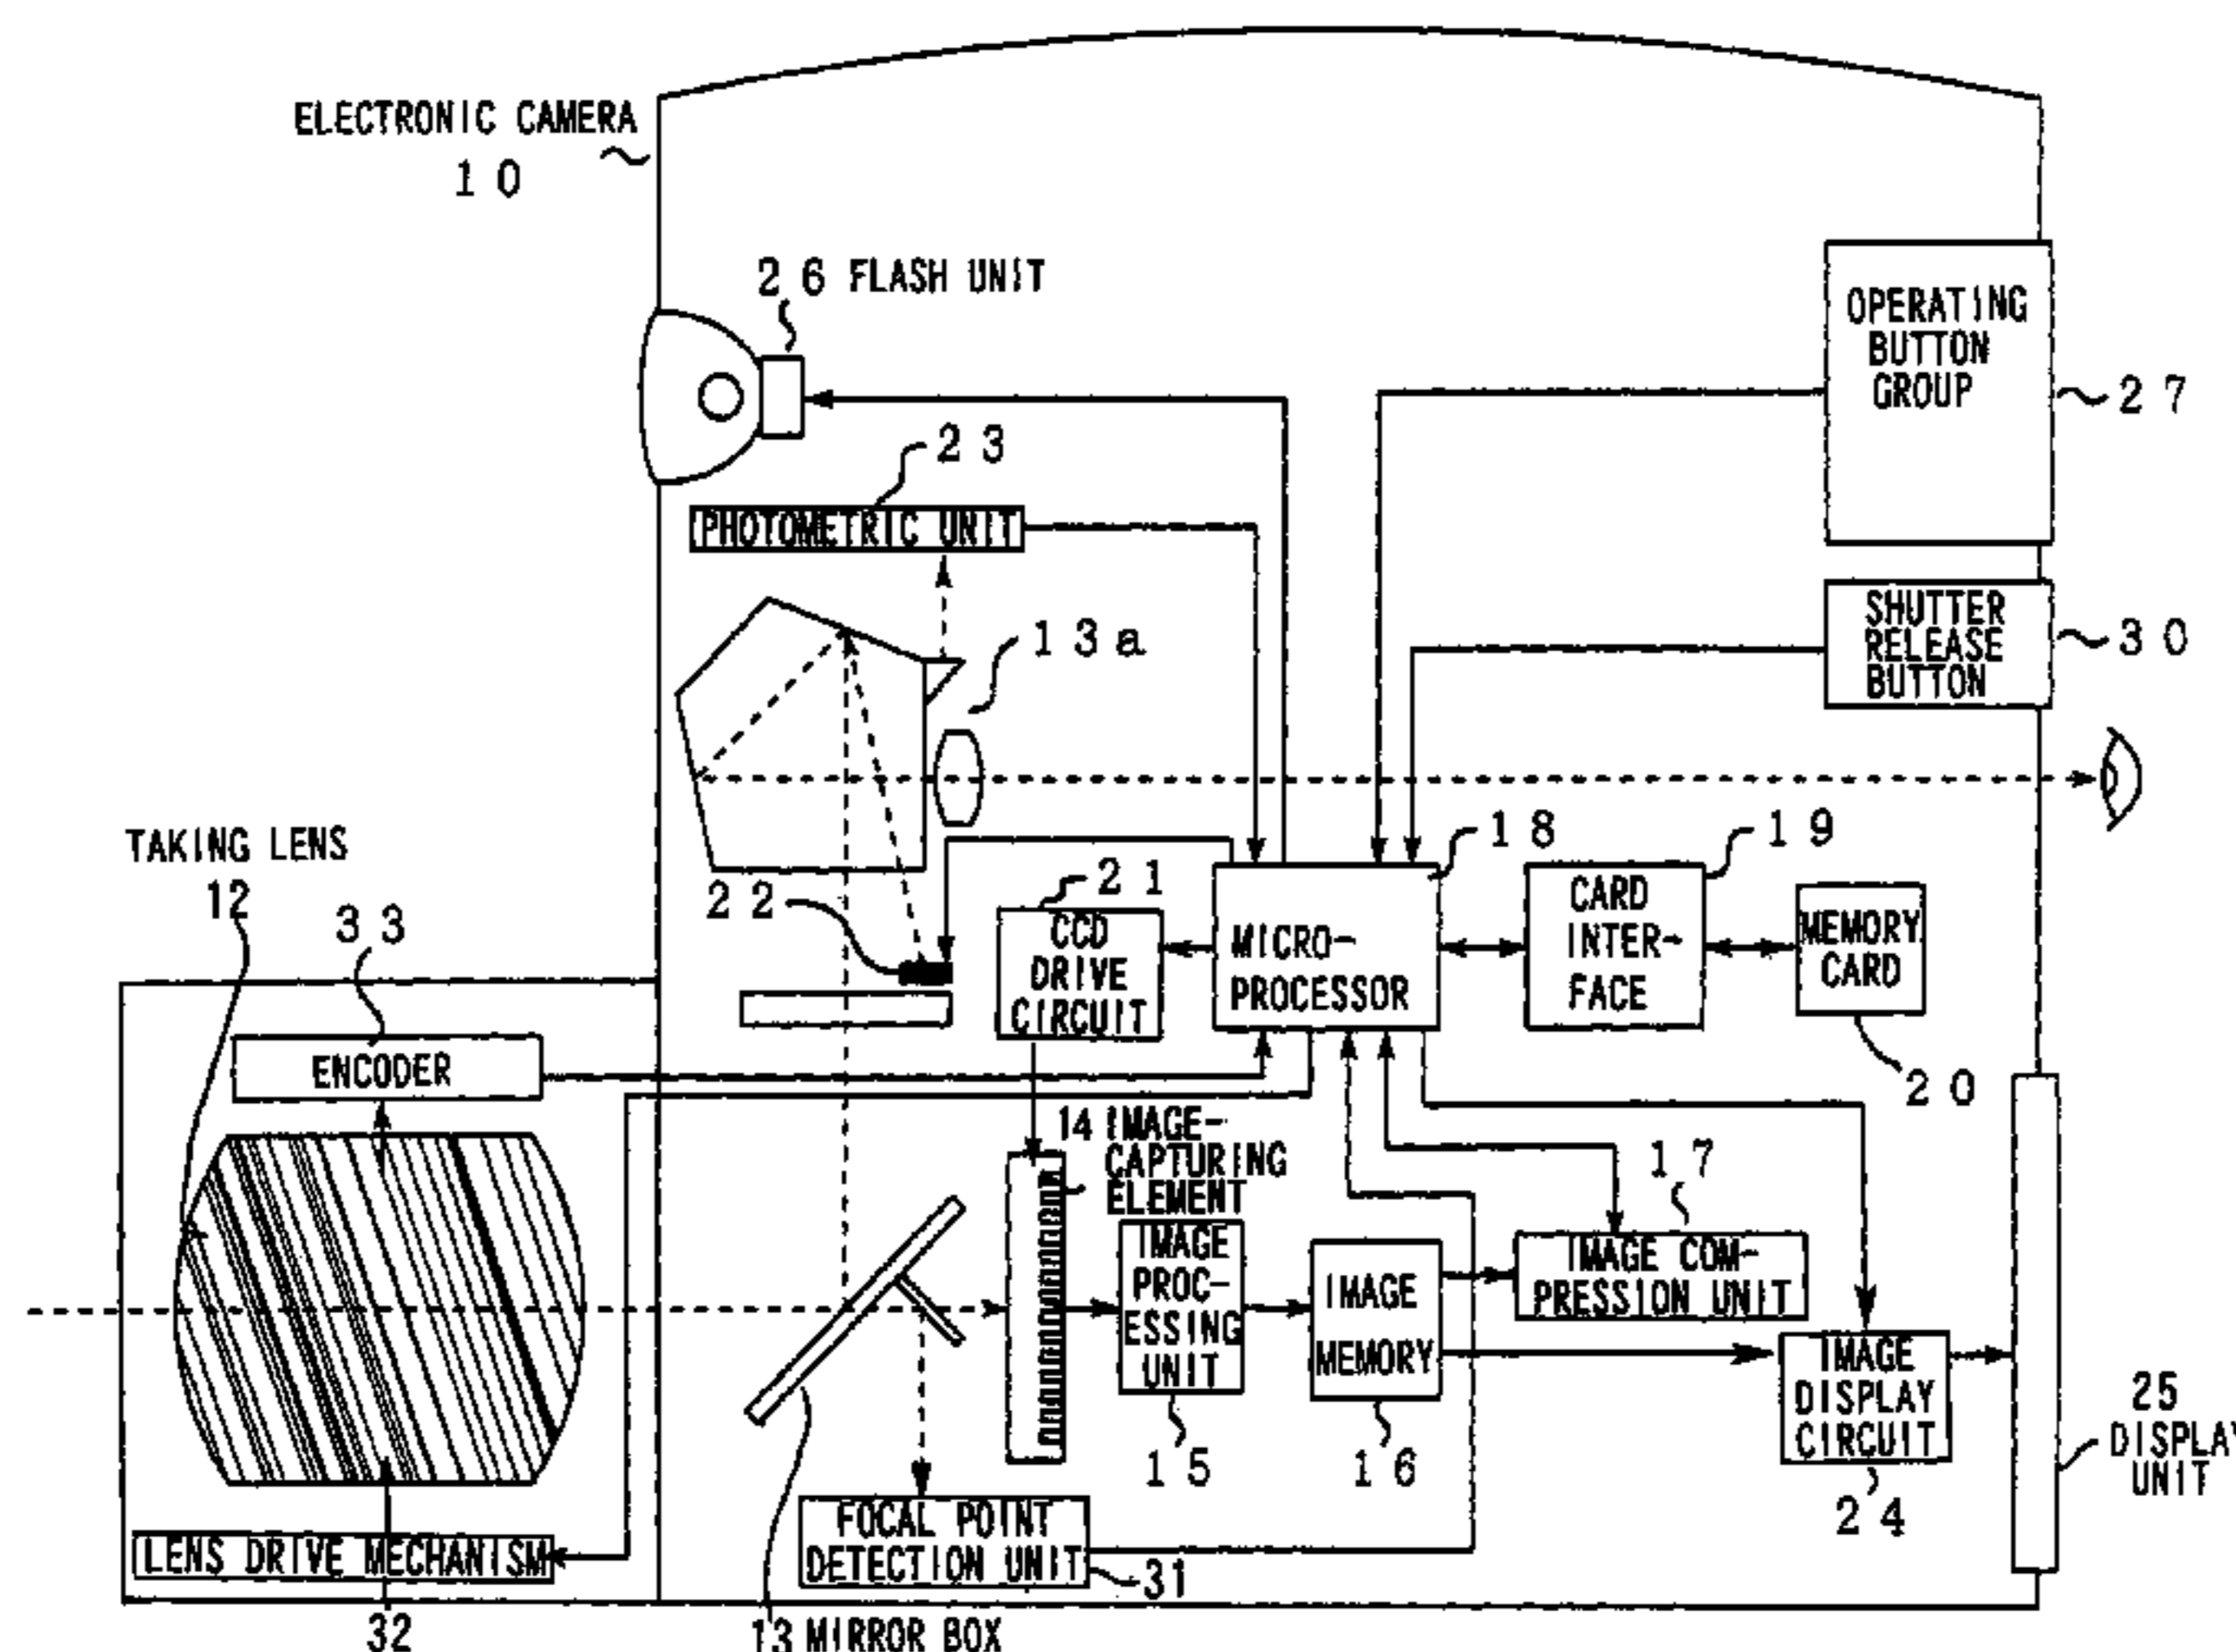 ELECTRONIC CAMERA
10
26 FLASH UNIT
OPERATING
BUTTON
GROUP
27
23
PHOTOMETRIC UNIT
13a
SHUTTER
RELEASE
BUTTON
30
TAKING LENS
12
33
22
21
18
19
CCD
DRIVE
CIRCUIT
MICRO-
PROCESSOR
CARD
INTER-
FACE
MEMORY
CARD
20
ENCODER
14 IMAGE-
CAPTURING
ELEMENT
17
IMAGE
PROC-
ESSING
UNIT
15
IMAGE
MEMORY
16
IMAGE COM-
PRESSION UNIT
IMAGE
DISPLAY
CIRCUIT
24
25
DISPLAY
UNIT
LENS DRIVE MECHANISM
32
FOCAL POINT
DETECTION UNIT
31
13 MIRROR BOX